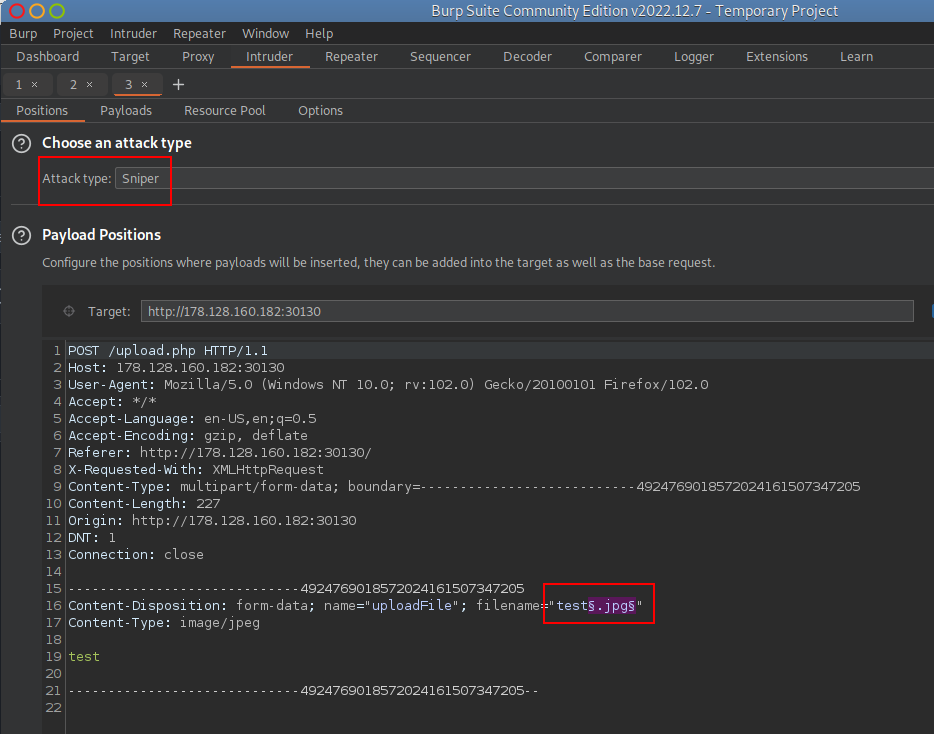 Burp Suite Community Edition v2022.12.7 - Temporary Project
Burp Project Intruder Repeater Window Help
Dashboard Target Proxy Intruder Repeater Sequencer Decoder Comparer Logger Extensions Learn
1 × 2 × 3 × +
Positions Payloads Resource Pool Options
? Choose an attack type
Attack type: Sniper
? Payload Positions
Configure the positions where payloads will be inserted, they can be added into the target as well as the base request.
Target: http://178.128.160.182:30130
1 POST /upload.php HTTP/1.1
2 Host: 178.128.160.182:30130
3 User-Agent: Mozilla/5.0 (Windows NT 10.0; rv:102.0) Gecko/20100101 Firefox/102.0
4 Accept: */*
5 Accept-Language: en-US,en;q=0.5
6 Accept-Encoding: gzip, deflate
7 Referer: http://178.128.160.182:30130/
8 X-Requested-With: XMLHttpRequest
9 Content-Type: multipart/form-data; boundary=---------------------------4924769018572024161507347205
10 Content-Length: 227
11 Origin: http://178.128.160.182:30130
12 DNT: 1
13 Connection: close
14
15 -----------------------------4924769018572024161507347205
16 Content-Disposition: form-data; name="uploadFile"; filename="test§.jpg§"
17 Content-Type: image/jpeg
18
19 test
20
21 -----------------------------4924769018572024161507347205--
22